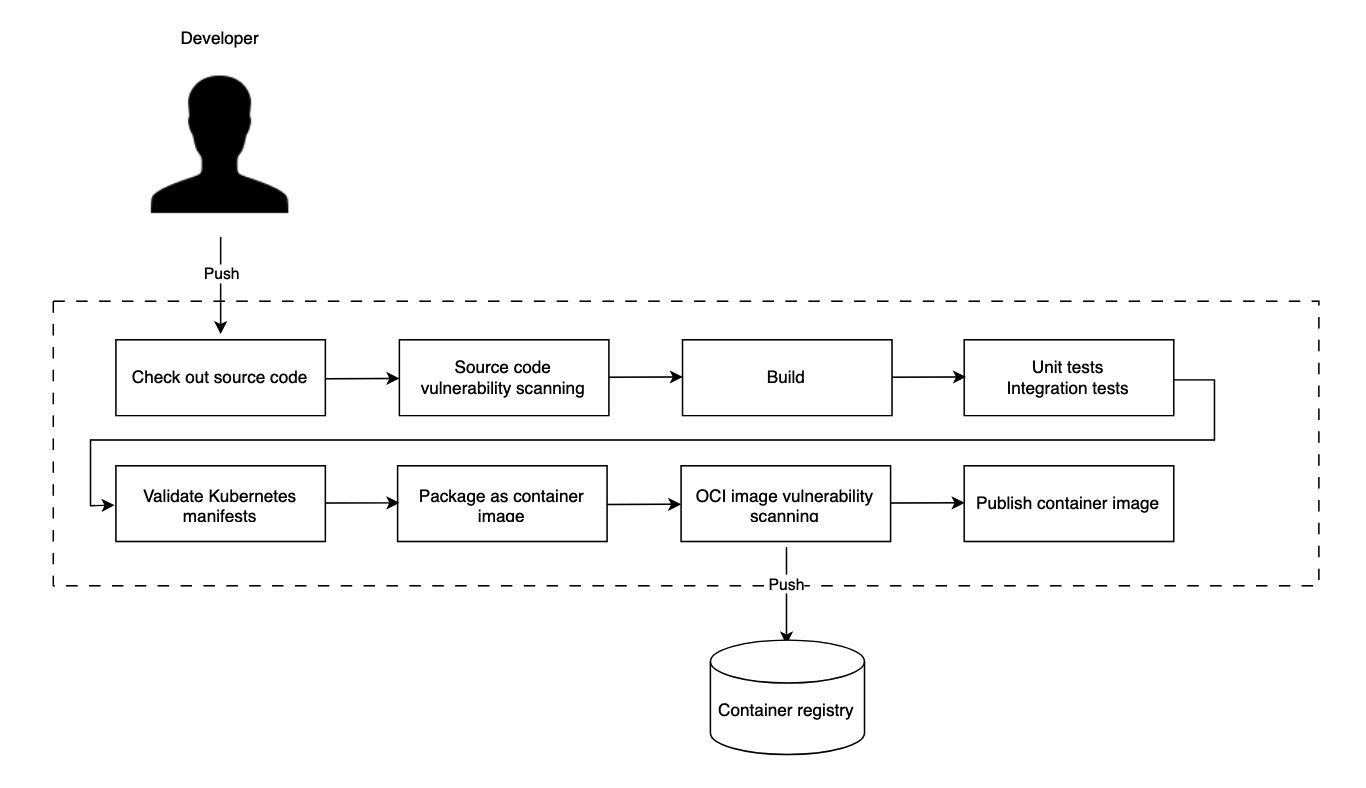 Developer
Push
Check out source code
Source code
vulnerability scanning
Build
Unit tests
Integration tests
Validate Kubernetes
manifests
Package as container
image
OCI image vulnerability
scanning
Publish container image
Push
Container registry